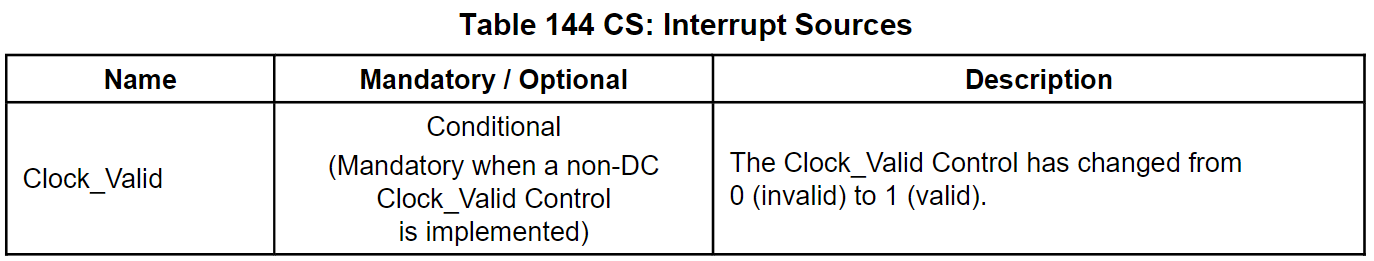 Table 144 CS: Interrupt Sources
Name Mandatory / Optional Description
Clock_Valid
Conditional
(Mandatory when a non-DC
Clock_Valid Control
is implemented)
The Clock_Valid Control has changed from
0 (invalid) to 1 (valid).